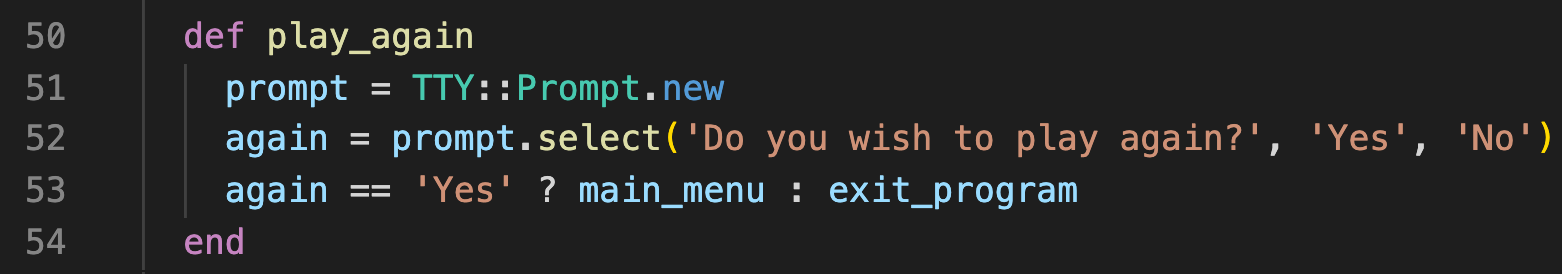 50 def play_again
51 prompt = TTY::Prompt.new
52 again = prompt.select('Do you wish to play again?', 'Yes', 'No')
53 again == 'Yes' ? main_menu : exit_program
54 end